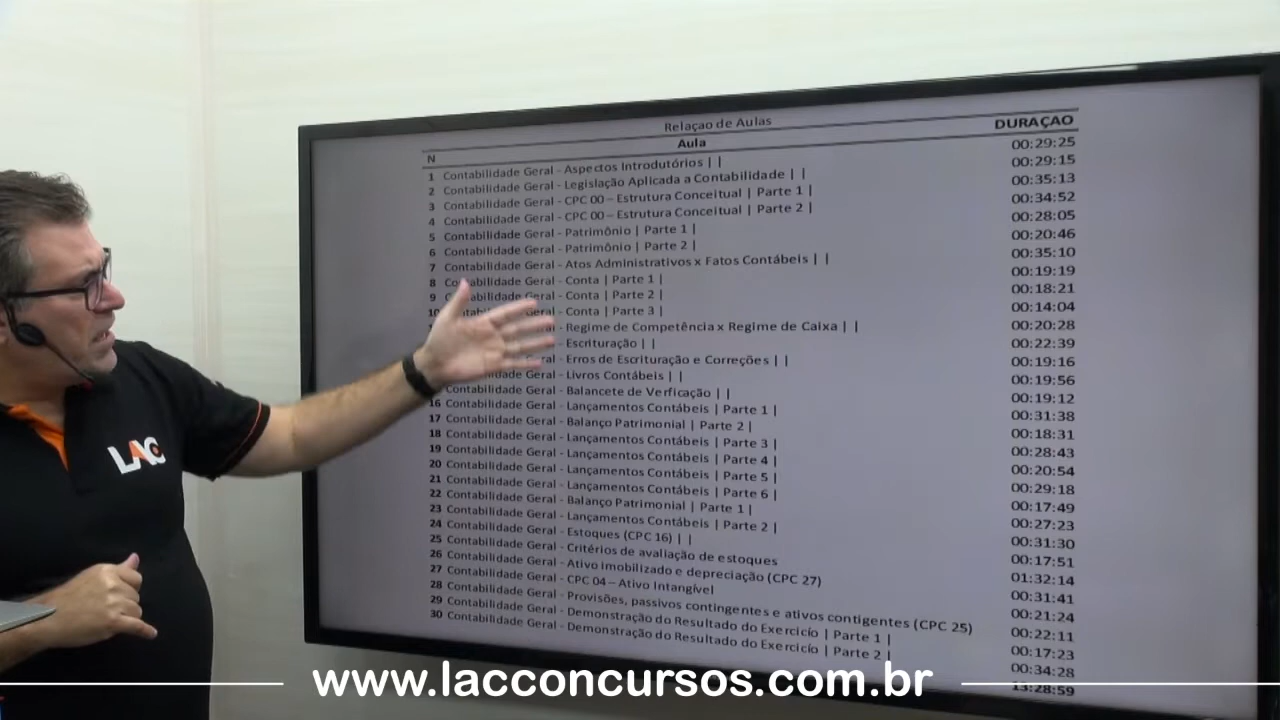 Relaçao de Aulas
N Aula DURAÇAO
1 Contabilidade Geral - Aspectos Introdutórios | | 00:29:25
2 Contabilidade Geral - Legislação Aplicada a Contabilidade | | 00:29:15
3 Contabilidade Geral - CPC 00 – Estrutura Conceitual | Parte 1 | 00:35:13
4 Contabilidade Geral - CPC 00 – Estrutura Conceitual | Parte 2 | 00:34:52
5 Contabilidade Geral - Patrimônio | Parte 1 | 00:28:05
6 Contabilidade Geral - Patrimônio | Parte 2 | 00:20:46
7 Contabilidade Geral - Atos Administrativos x Fatos Contábeis | | 00:35:10
8 Contabilidade Geral - Conta | Parte 1 | 00:19:19
9 Geral - Conta | Parte 2 | 00:18:21
10 - Conta | Parte 3 | 00:14:04
- Regime de Competência x Regime de Caixa | | 00:20:28
- Escrituração | | 00:22:39
- Erros de Escrituração e Correções | | 00:19:16
- Livros Contábeis | | 00:19:56
Contabilidade Geral - Balancete de Verficação | | 00:19:12
16 Contabilidade Geral - Lançamentos Contábeis | Parte 1 | 00:31:38
17 Contabilidade Geral - Balanço Patrimonial | Parte 2 | 00:18:31
18 Contabilidade Geral - Lançamentos Contábeis | Parte 3 | 00:28:43
19 Contabilidade Geral - Lançamentos Contábeis | Parte 4 | 00:20:54
20 Contabilidade Geral - Lançamentos Contábeis | Parte 5 | 00:29:18
21 Contabilidade Geral - Lançamentos Contábeis | Parte 6 | 00:17:49
22 Contabilidade Geral - Balanço Patrimonial | Parte 1 | 00:27:23
23 Contabilidade Geral - Lançamentos Contábeis | Parte 2 | 00:31:30
24 Contabilidade Geral - Estoques (CPC 16) | | 00:17:51
25 Contabilidade Geral - Critérios de avaliação de estoques 01:32:14
26 Contabilidade Geral - Ativo imobilizado e depreciação (CPC 27) 00:31:41
27 Contabilidade Geral - CPC 04 – Ativo Intangível 00:21:24
28 Contabilidade Geral - Provisões, passivos contingentes e ativos contigentes (CPC 25) 00:22:11
29 Contabilidade Geral - Demonstração do Resultado do Exercicío | Parte 1 | 00:17:23
30 Contabilidade Geral - Demonstração do Resultado do Exercicío | Parte 2 | 00:34:28
13:28:59
LAC
www.lacconcursos.com.br